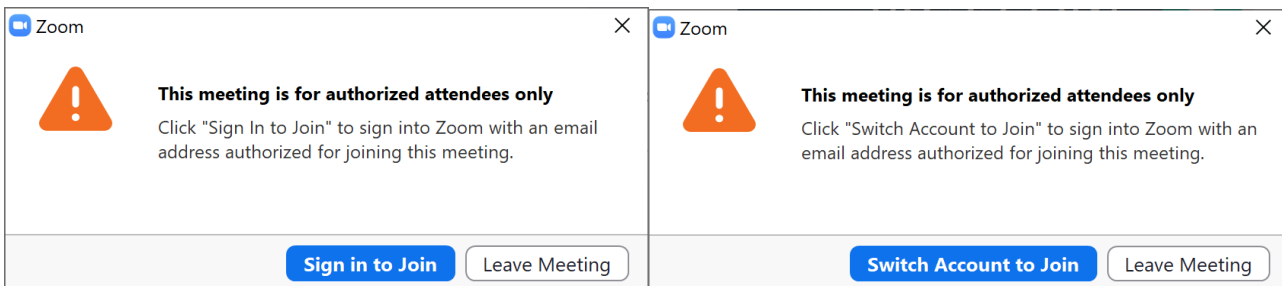 Zoom
This meeting is for authorized attendees only
Click "Sign In to Join" to sign into Zoom with an email
address authorized for joining this meeting.
Sign in to Join
Leave Meeting
Zoom
This meeting is for authorized attendees only
Click "Switch Account to Join" to sign into Zoom with an
email address authorized for joining this meeting.
Switch Account to Join
Leave Meeting